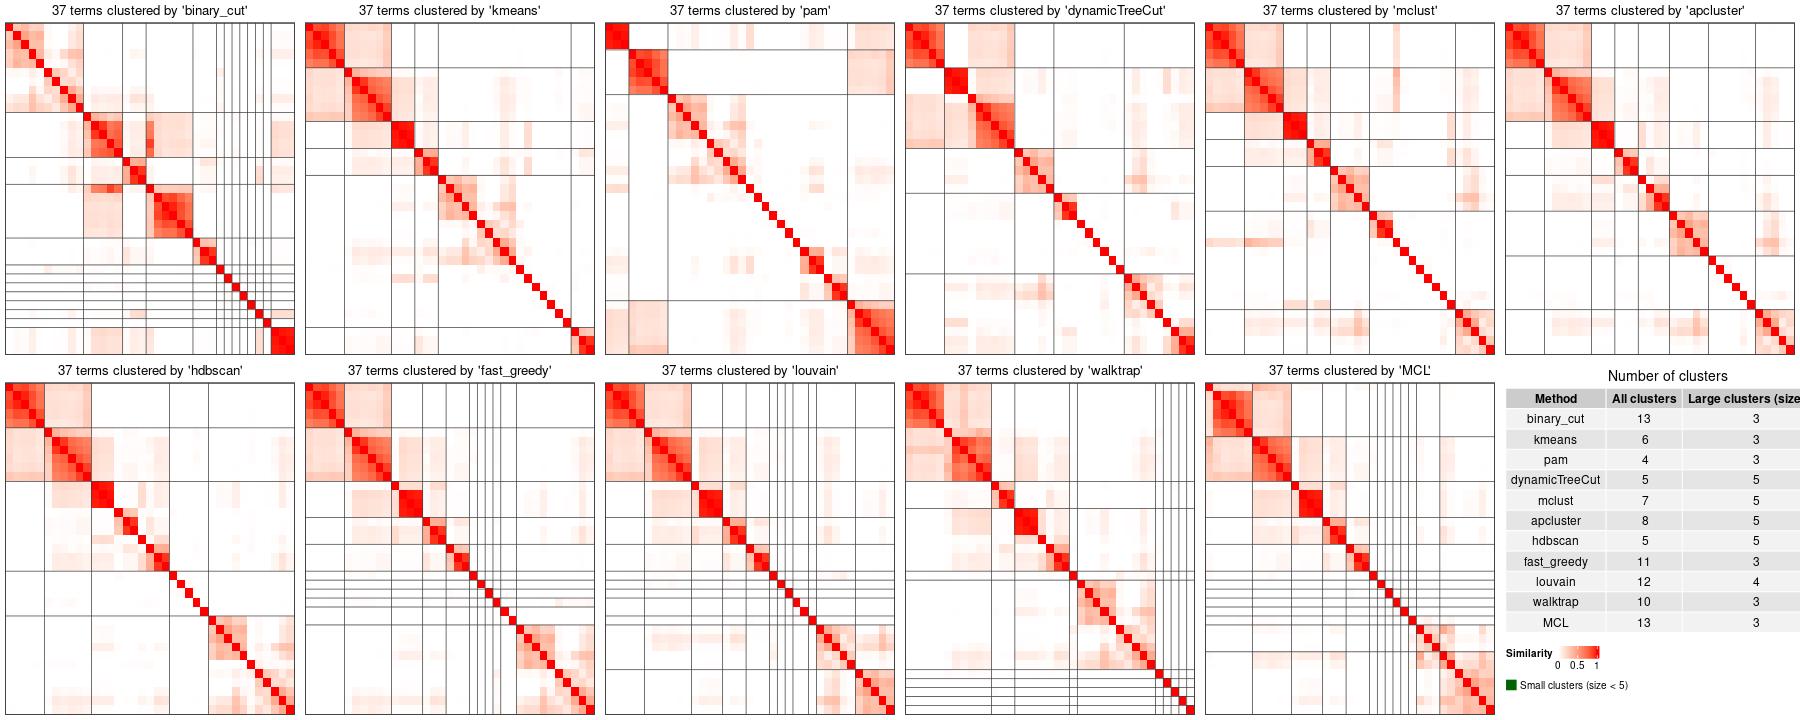 37 terms clustered by 'binary_cut'
37 terms clustered by 'kmeans'
37 terms clustered by 'pam'
37 terms clustered by 'dynamicTreeCut'
37 terms clustered by 'mclust'
37 terms clustered by 'apcluster'
37 terms clustered by 'hdbscan'
37 terms clustered by 'fast_greedy'
37 terms clustered by 'louvain'
37 terms clustered by 'walktrap'
37 terms clustered by 'MCL'
Number of clusters
Method All clusters Large clusters (size
binary_cut 13 3
kmeans 6 3
pam 4 3
dynamicTreeCut 5 5
mclust 7 5
apcluster 8 5
hdbscan 5 5
fast_greedy 11 3
louvain 12 4
walktrap 10 3
MCL 13 3
Similarity
0 0.5 1
Small clusters (size < 5)